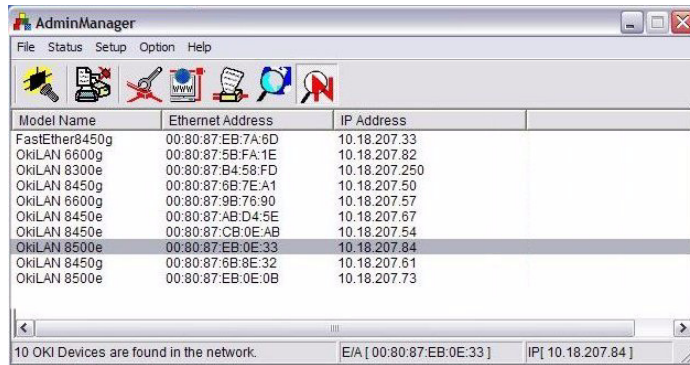 AdminManager
File Status Setup Option Help
Model Name Ethernet Address IP Address
FastEther8450g 00:80:87:EB:7A:6D 10.18.207.33
OkiLAN 6600g 00:80:87:5B:FA:1E 10.18.207.82
OkiLAN 8300e 00:80:87:B4:58:FD 10.18.207.250
OkiLAN 8450g 00:80:87:6B:7E:A1 10.18.207.50
OkiLAN 6600g 00:80:87:9B:76:90 10.18.207.57
OkiLAN 8450e 00:80:87:AB:D4:5E 10.18.207.67
OkiLAN 8450e 00:80:87:CB:0E:AB 10.18.207.54
OkiLAN 8500e 00:80:87:EB:0E:33 10.18.207.84
OkiLAN 8450g 00:80:87:6B:8E:32 10.18.207.61
OkiLAN 8500e 00:80:87:EB:0E:0B 10.18.207.73
10 OKI Devices are found in the network. E/A [ 00:80:87:EB:0E:33 ] IP[ 10.18.207.84 ]